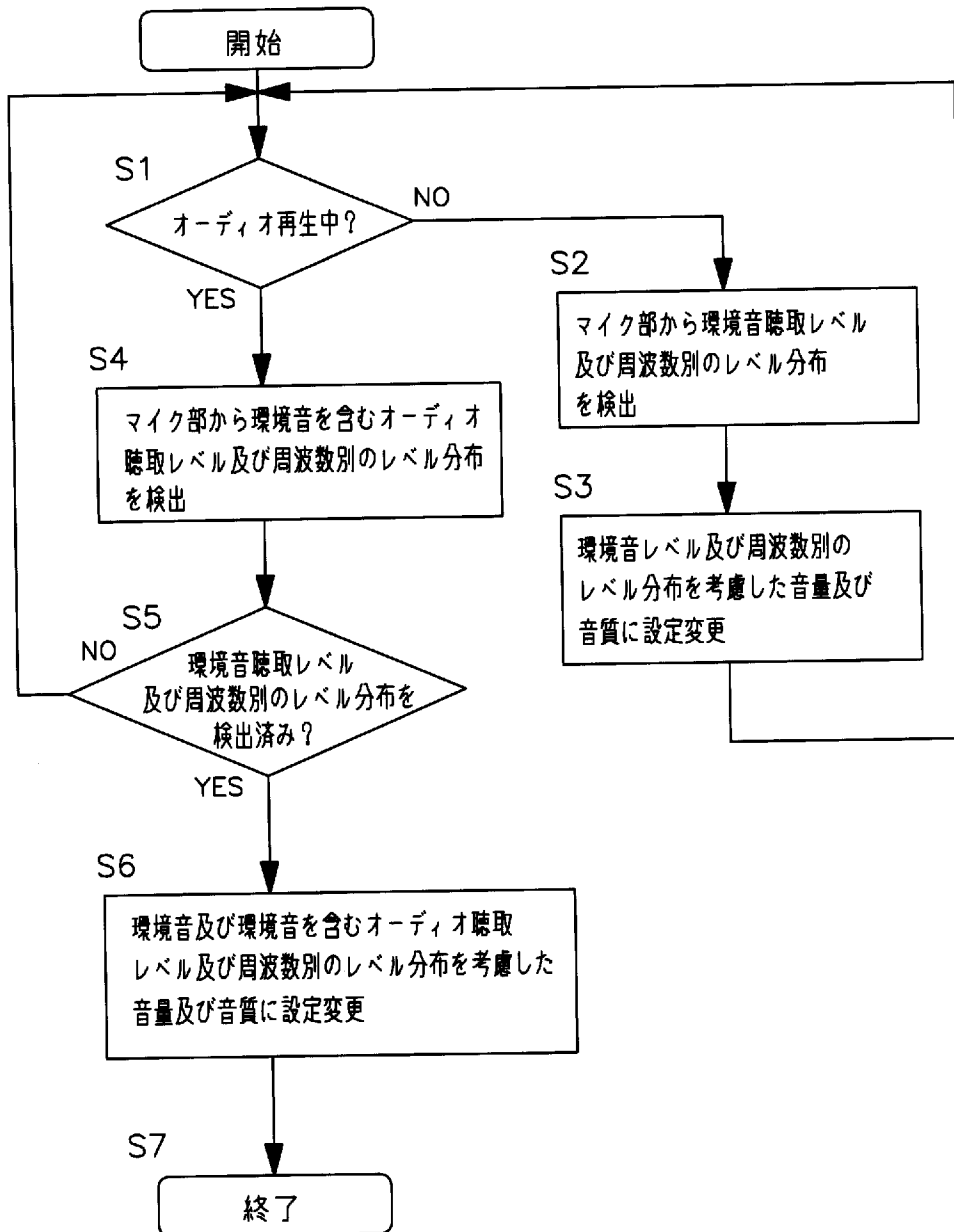 開始
S1
オーディオ再生中?
NO
YES
S2
マイク部から環境音聴取レベル
及び周波数別のレベル分布
を検出
S3
環境音レベル及び周波数別の
レベル分布を考慮した音量及び
音質に設定変更
S4
マイク部から環境音を含むオーディオ
聴取レベル及び周波数別のレベル分布
を検出
S5
NO
環境音聴取レベル
及び周波数別のレベル分布を
検出済み?
YES
S6
環境音及び環境音を含むオーディオ聴取
レベル及び周波数別のレベル分布を考慮した
音量及び音質に設定変更
S7
終了